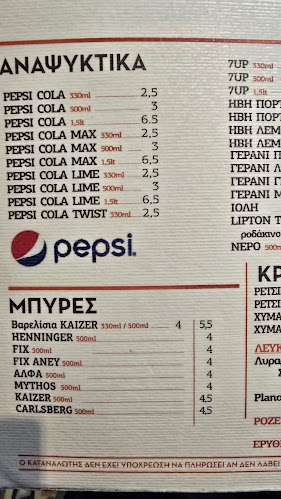 ΑΝΑΨΥΚΤΙΚΑ
PEPSI COLA 330ml 2,5
PEPSI COLA 500ml 3
PEPSI COLA 1,5lt 6.5
PEPSI COLA MAX 330ml 2,5
PEPSI COLA MAX 500ml 3
PEPSI COLA MAX 1,5lt 6,5
PEPSI COLA LIME 330ml 2,5
PEPSI COLA LIME 500ml 3
PEPSI COLA LIME 1,5lt 6,5
PEPSI COLA TWIST 330ml 2,5
pepsi
ΜΠΥΡΕΣ
Βαρελίσια KAIZER 330ml / 500ml 4 5,5
HENNINGER 500ml 4
FIX 500ml 4
FIX ANEY 500ml 4
ΑΛΦΑ 500ml 4
MYTHOS 500ml 4
KAIZER 500ml 4,5
CARLSBERG 500ml 4,5
7UP 330ml
7UP 500ml
7UP 1,5lt
ΗΒΗ ΠΟΡΤ
ΗΒΗ ΠΟΡΤ
ΗΒΗ ΛΕΜ
ΗΒΗ ΛΕΜ
ΓΕΡΑΝΙ Π
ΓΕΡΑΝΙ Λ
ΓΕΡΑΝΙ
ΓΕΡΑΝΙ
ΙΟΛΗ
LIPTON T
ροδάκινο
ΝΕΡΟ 500m
ΚΡ
ΡΕΤΣΙ
ΡΕΤΣΙ
ΧΥΜΑ
ΧΥΜΑ
ΛΕΥΚ
Λυρα
Plano
ΡΟΖΕ
ΕΡΥΘ
Ο ΚΑΤΑΝΑΛΩΤΗΣ ΔΕΝ ΕΧΕΙ ΥΠΟΧΡΕΩΣΗ ΝΑ ΠΛΗΡΩΣΕΙ ΑΝ ΔΕΝ ΛΑΒΕΙ